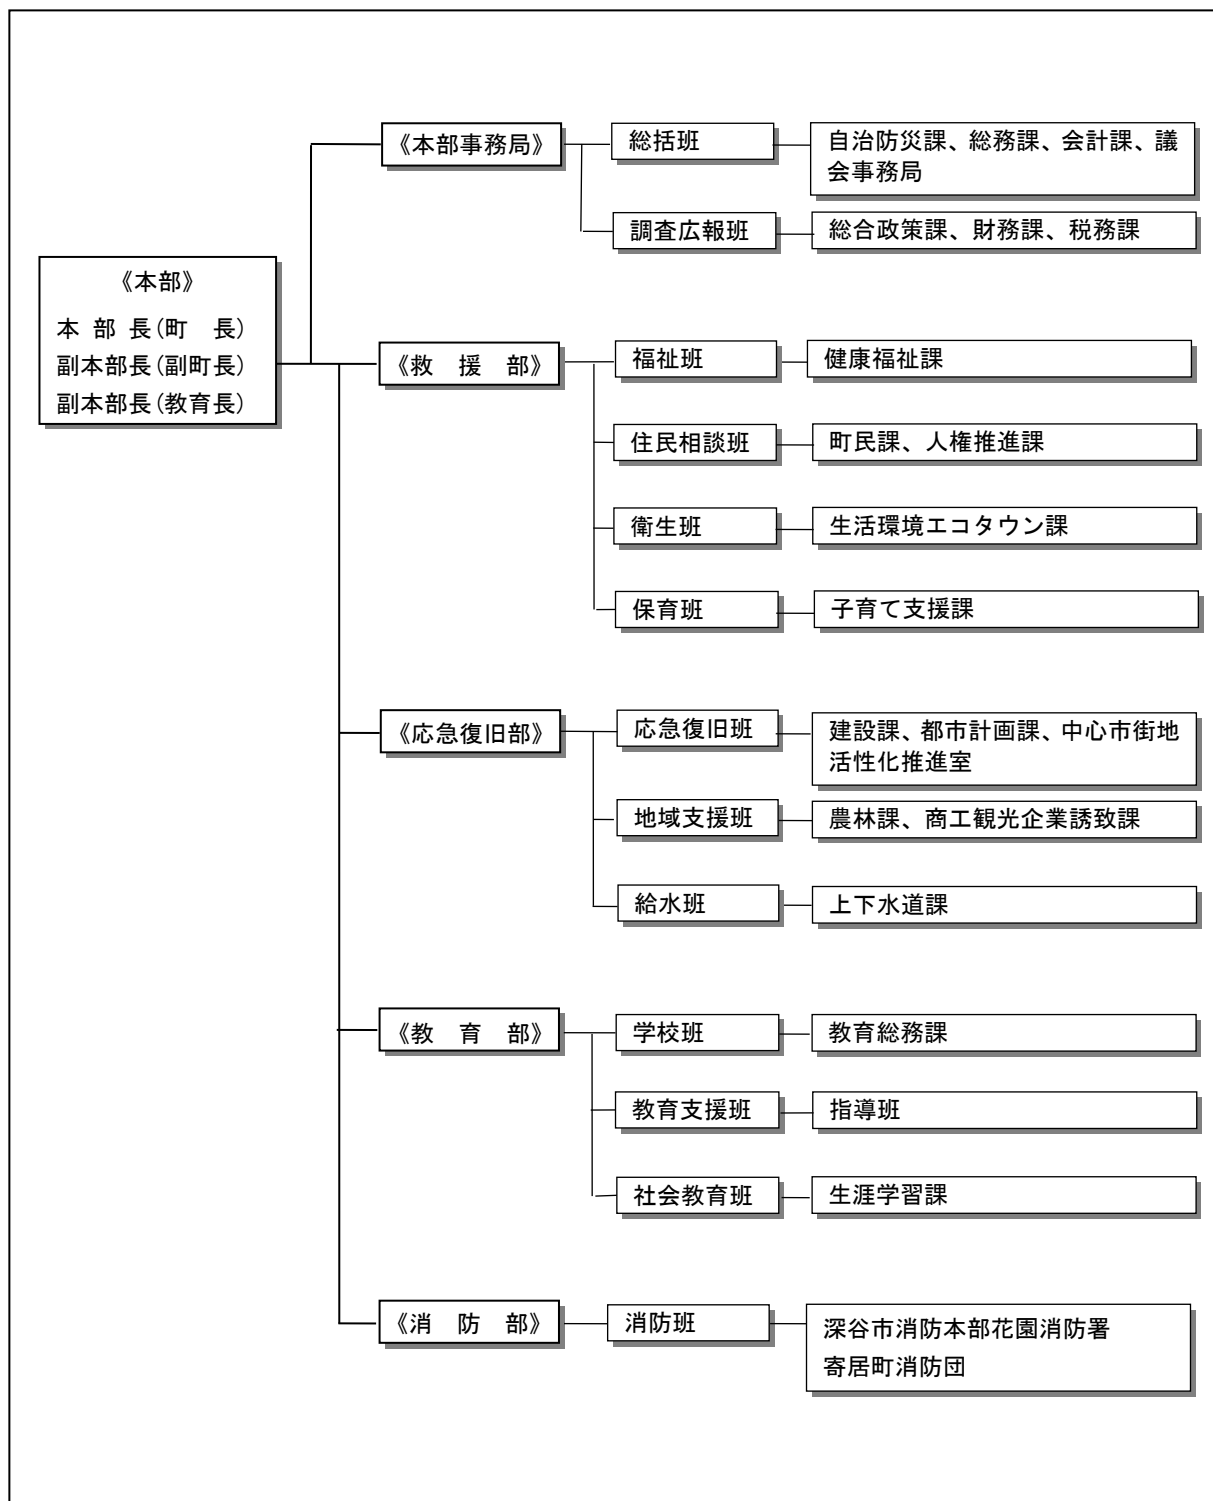 《本部》
本 部 長(町　長)
副本部長(副町長)
副本部長(教育長)
《本部事務局》
総括班
自治防災課、総務課、会計課、議
会事務局
調査広報班
総合政策課、財務課、税務課
《救　援　部》
福祉班
健康福祉課
住民相談班
町民課、人権推進課
衛生班
生活環境エコタウン課
保育班
子育て支援課
《応急復旧部》
応急復旧班
建設課、都市計画課、中心市街地
活性化推進室
地域支援班
農林課、商工観光企業誘致課
給水班
上下水道課
《教　育　部》
学校班
教育総務課
教育支援班
指導班
社会教育班
生涯学習課
《消　防　部》
消防班
深谷市消防本部花園消防署
寄居町消防団